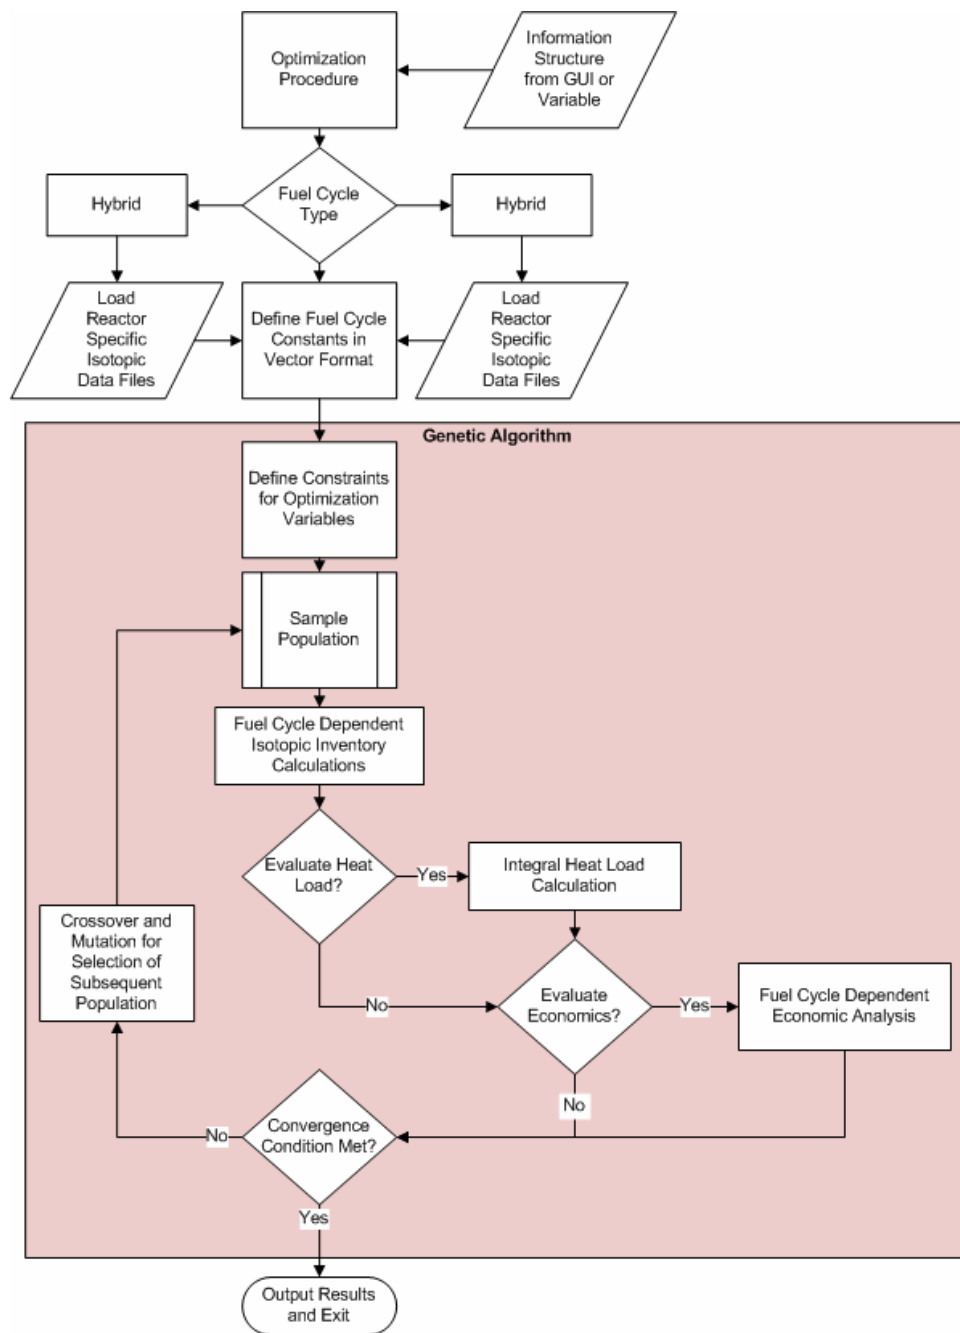 Optimization
Procedure
Information
Structure
from GUI or
Variable
Hybrid
Fuel Cycle
Type
Hybrid
Load
Reactor
Specific
Isotopic
Data Files
Define Fuel Cycle
Constants in
Vector Format
Load
Reactor
Specific
Isotopic
Data Files
Genetic Algorithm
Define Constraints
for Optimization
Variables
Sample
Population
Fuel Cycle Dependent
Isotopic Inventory
Calculations
Evaluate Heat
Load?
Yes
Integral Heat Load
Calculation
Crossover and
Mutation for
Selection of
Subsequent
Population
No
Evaluate
Economics?
Yes
Fuel Cycle Dependent
Economic Analysis
No
Convergence
Condition Met?
No
Yes
Output Results
and Exit